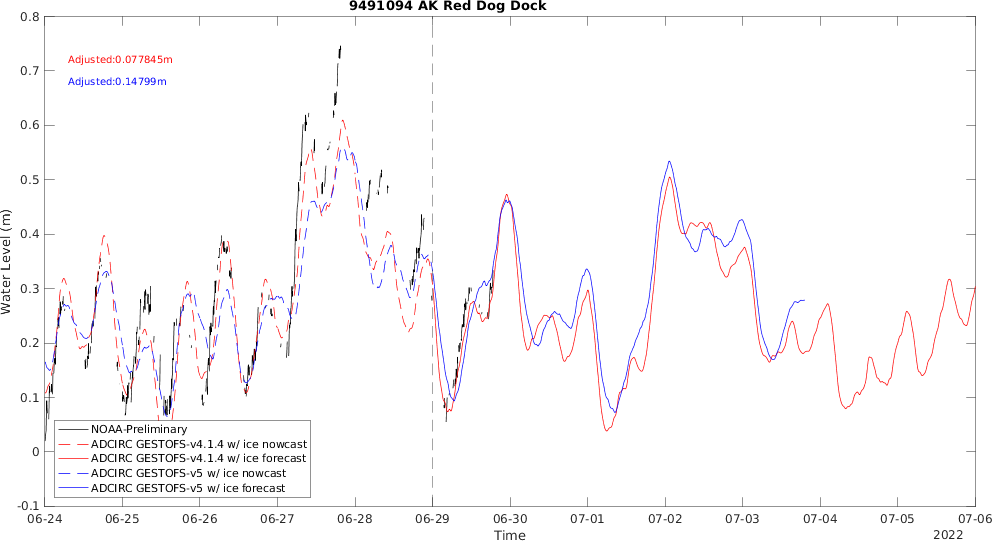 9491094 AK Red Dog Dock
Adjusted:0.077845m
Adjusted:0.14799m
0.8
0.7
0.6
0.5
0.4
0.3
0.2
0.1
0
-0.1
Water Level (m)
NOAA-Preliminary
ADCIRC GESTOFS-v4.1.4 w/ ice nowcast
ADCIRC GESTOFS-v4.1.4 w/ ice forecast
ADCIRC GESTOFS-v5 w/ ice nowcast
ADCIRC GESTOFS-v5 w/ ice forecast
06-24 06-25 06-26 06-27 06-28 06-29 06-30 07-01 07-02 07-03 07-04 07-05 07-06
Time
2022